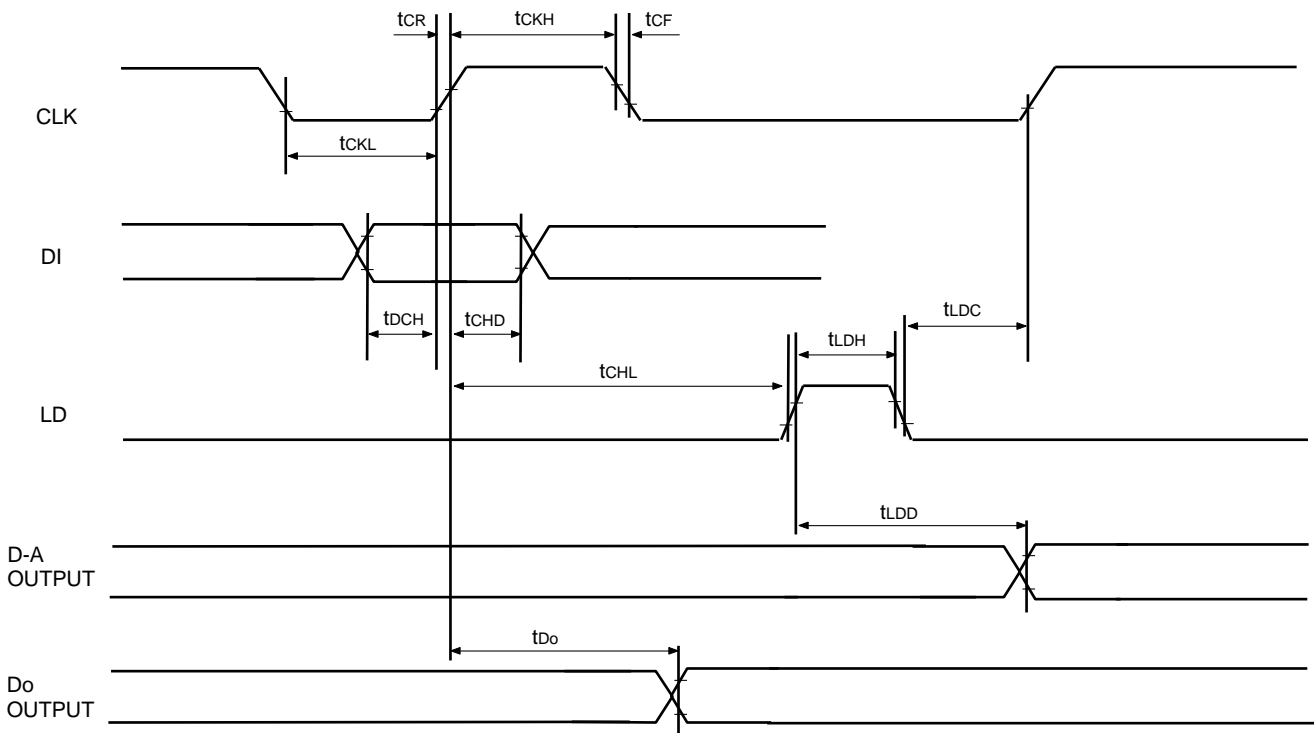 tCR tCKH tCF
CLK
tCKL
DI
tDCH tCHD
tLDC
tLDH
tCHL
LD
tLDD
D-A
OUTPUT
tDo
Do
OUTPUT